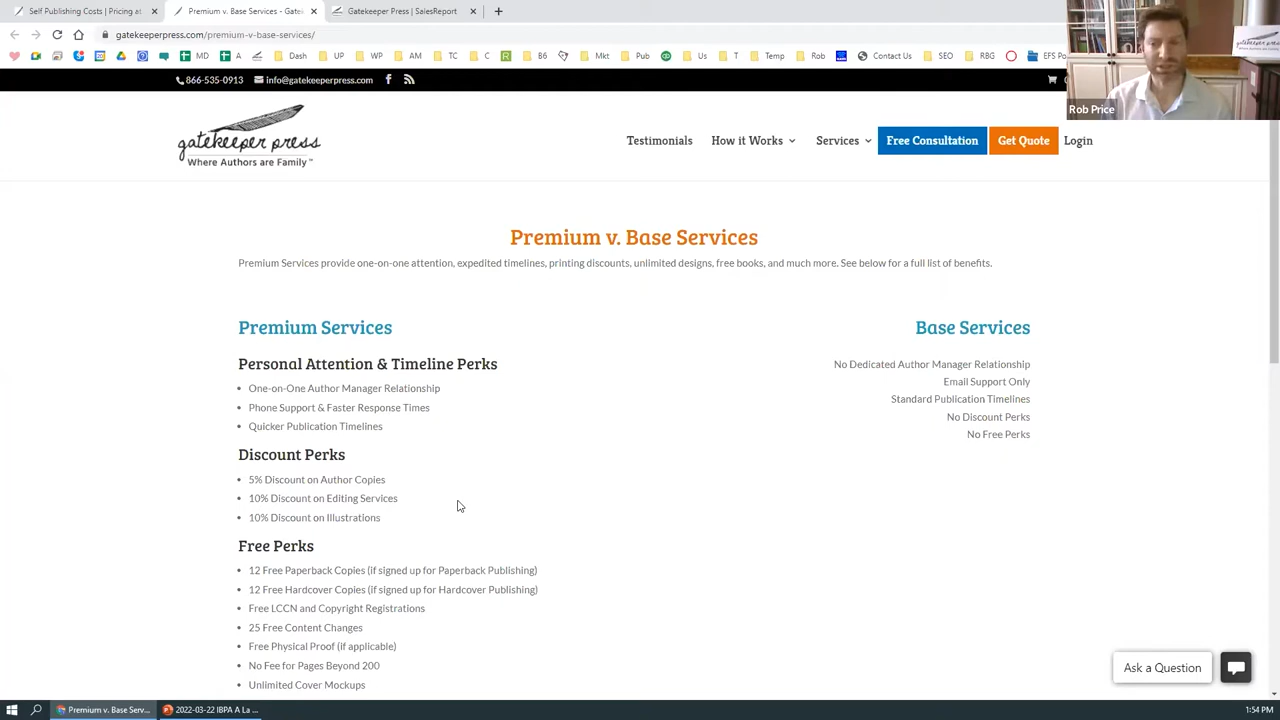 Self Publishing Costs | Pricing at
Premium v. Base Services - Gatek
Gatekeeper Press | SalesReport
gatekeeperpress.com/premium-v-base-services/
MD
A
Dash
UP
WP
AM
TC
C
B6
Mkt
Pub
Us
T
Temp
Rob
Contact Us
SEO
RBG
EFS Po
866-535-0913
info@gatekeeperpress.com
Rob Price
gatekeeper press
Where Authors are Family™
Testimonials
How it Works
Services
Free Consultation
Get Quote
Login
Premium v. Base Services
Premium Services provide one-on-one attention, expedited timelines, printing discounts, unlimited designs, free books, and much more. See below for a full list of benefits.
Premium Services
Personal Attention & Timeline Perks
• One-on-One Author Manager Relationship
• Phone Support & Faster Response Times
• Quicker Publication Timelines
Discount Perks
• 5% Discount on Author Copies
• 10% Discount on Editing Services
• 10% Discount on Illustrations
Free Perks
• 12 Free Paperback Copies (if signed up for Paperback Publishing)
• 12 Free Hardcover Copies (if signed up for Hardcover Publishing)
• Free LCCN and Copyright Registrations
• 25 Free Content Changes
• Free Physical Proof (if applicable)
• No Fee for Pages Beyond 200
• Unlimited Cover Mockups
Base Services
No Dedicated Author Manager Relationship
Email Support Only
Standard Publication Timelines
No Discount Perks
No Free Perks
Ask a Question
Premium v. Base Serv...
2022-03-22 IBPA A La ...
1:54 PM